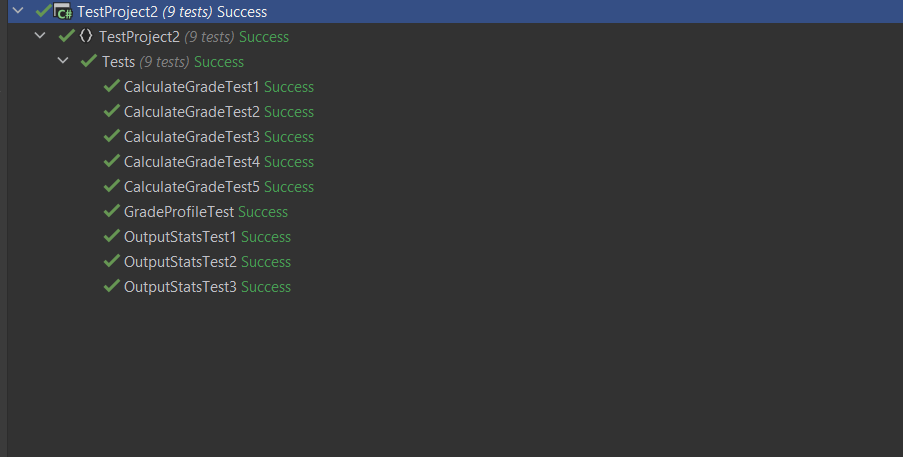 C# TestProject2 (9 tests) Success
TestProject2 (9 tests) Success
Tests (9 tests) Success
CalculateGradeTest1 Success
CalculateGradeTest2 Success
CalculateGradeTest3 Success
CalculateGradeTest4 Success
CalculateGradeTest5 Success
GradeProfileTest Success
OutputStatsTest1 Success
OutputStatsTest2 Success
OutputStatsTest3 Success